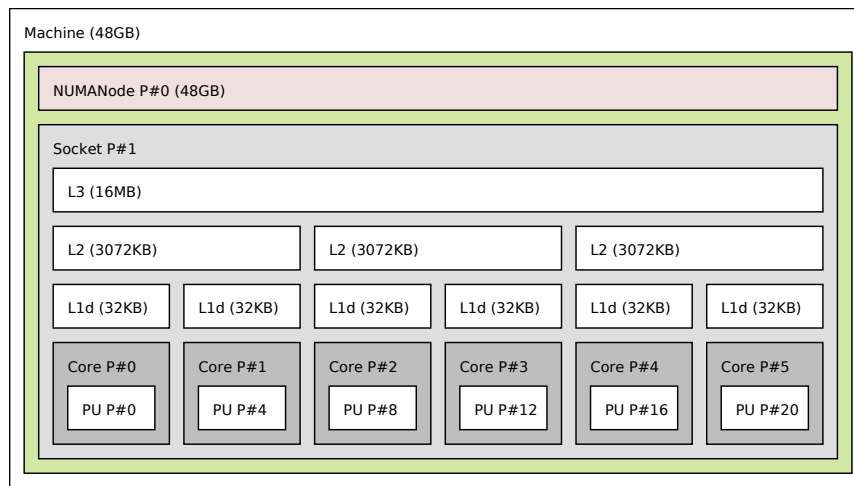 Machine (48GB)
NUMANode P#0 (48GB)
Socket P#1
L3 (16MB)
L2 (3072KB) L2 (3072KB) L2 (3072KB)
L1d (32KB) L1d (32KB) L1d (32KB) L1d (32KB) L1d (32KB) L1d (32KB)
Core P#0 Core P#1 Core P#2 Core P#3 Core P#4 Core P#5
PU P#0 PU P#4 PU P#8 PU P#12 PU P#16 PU P#20